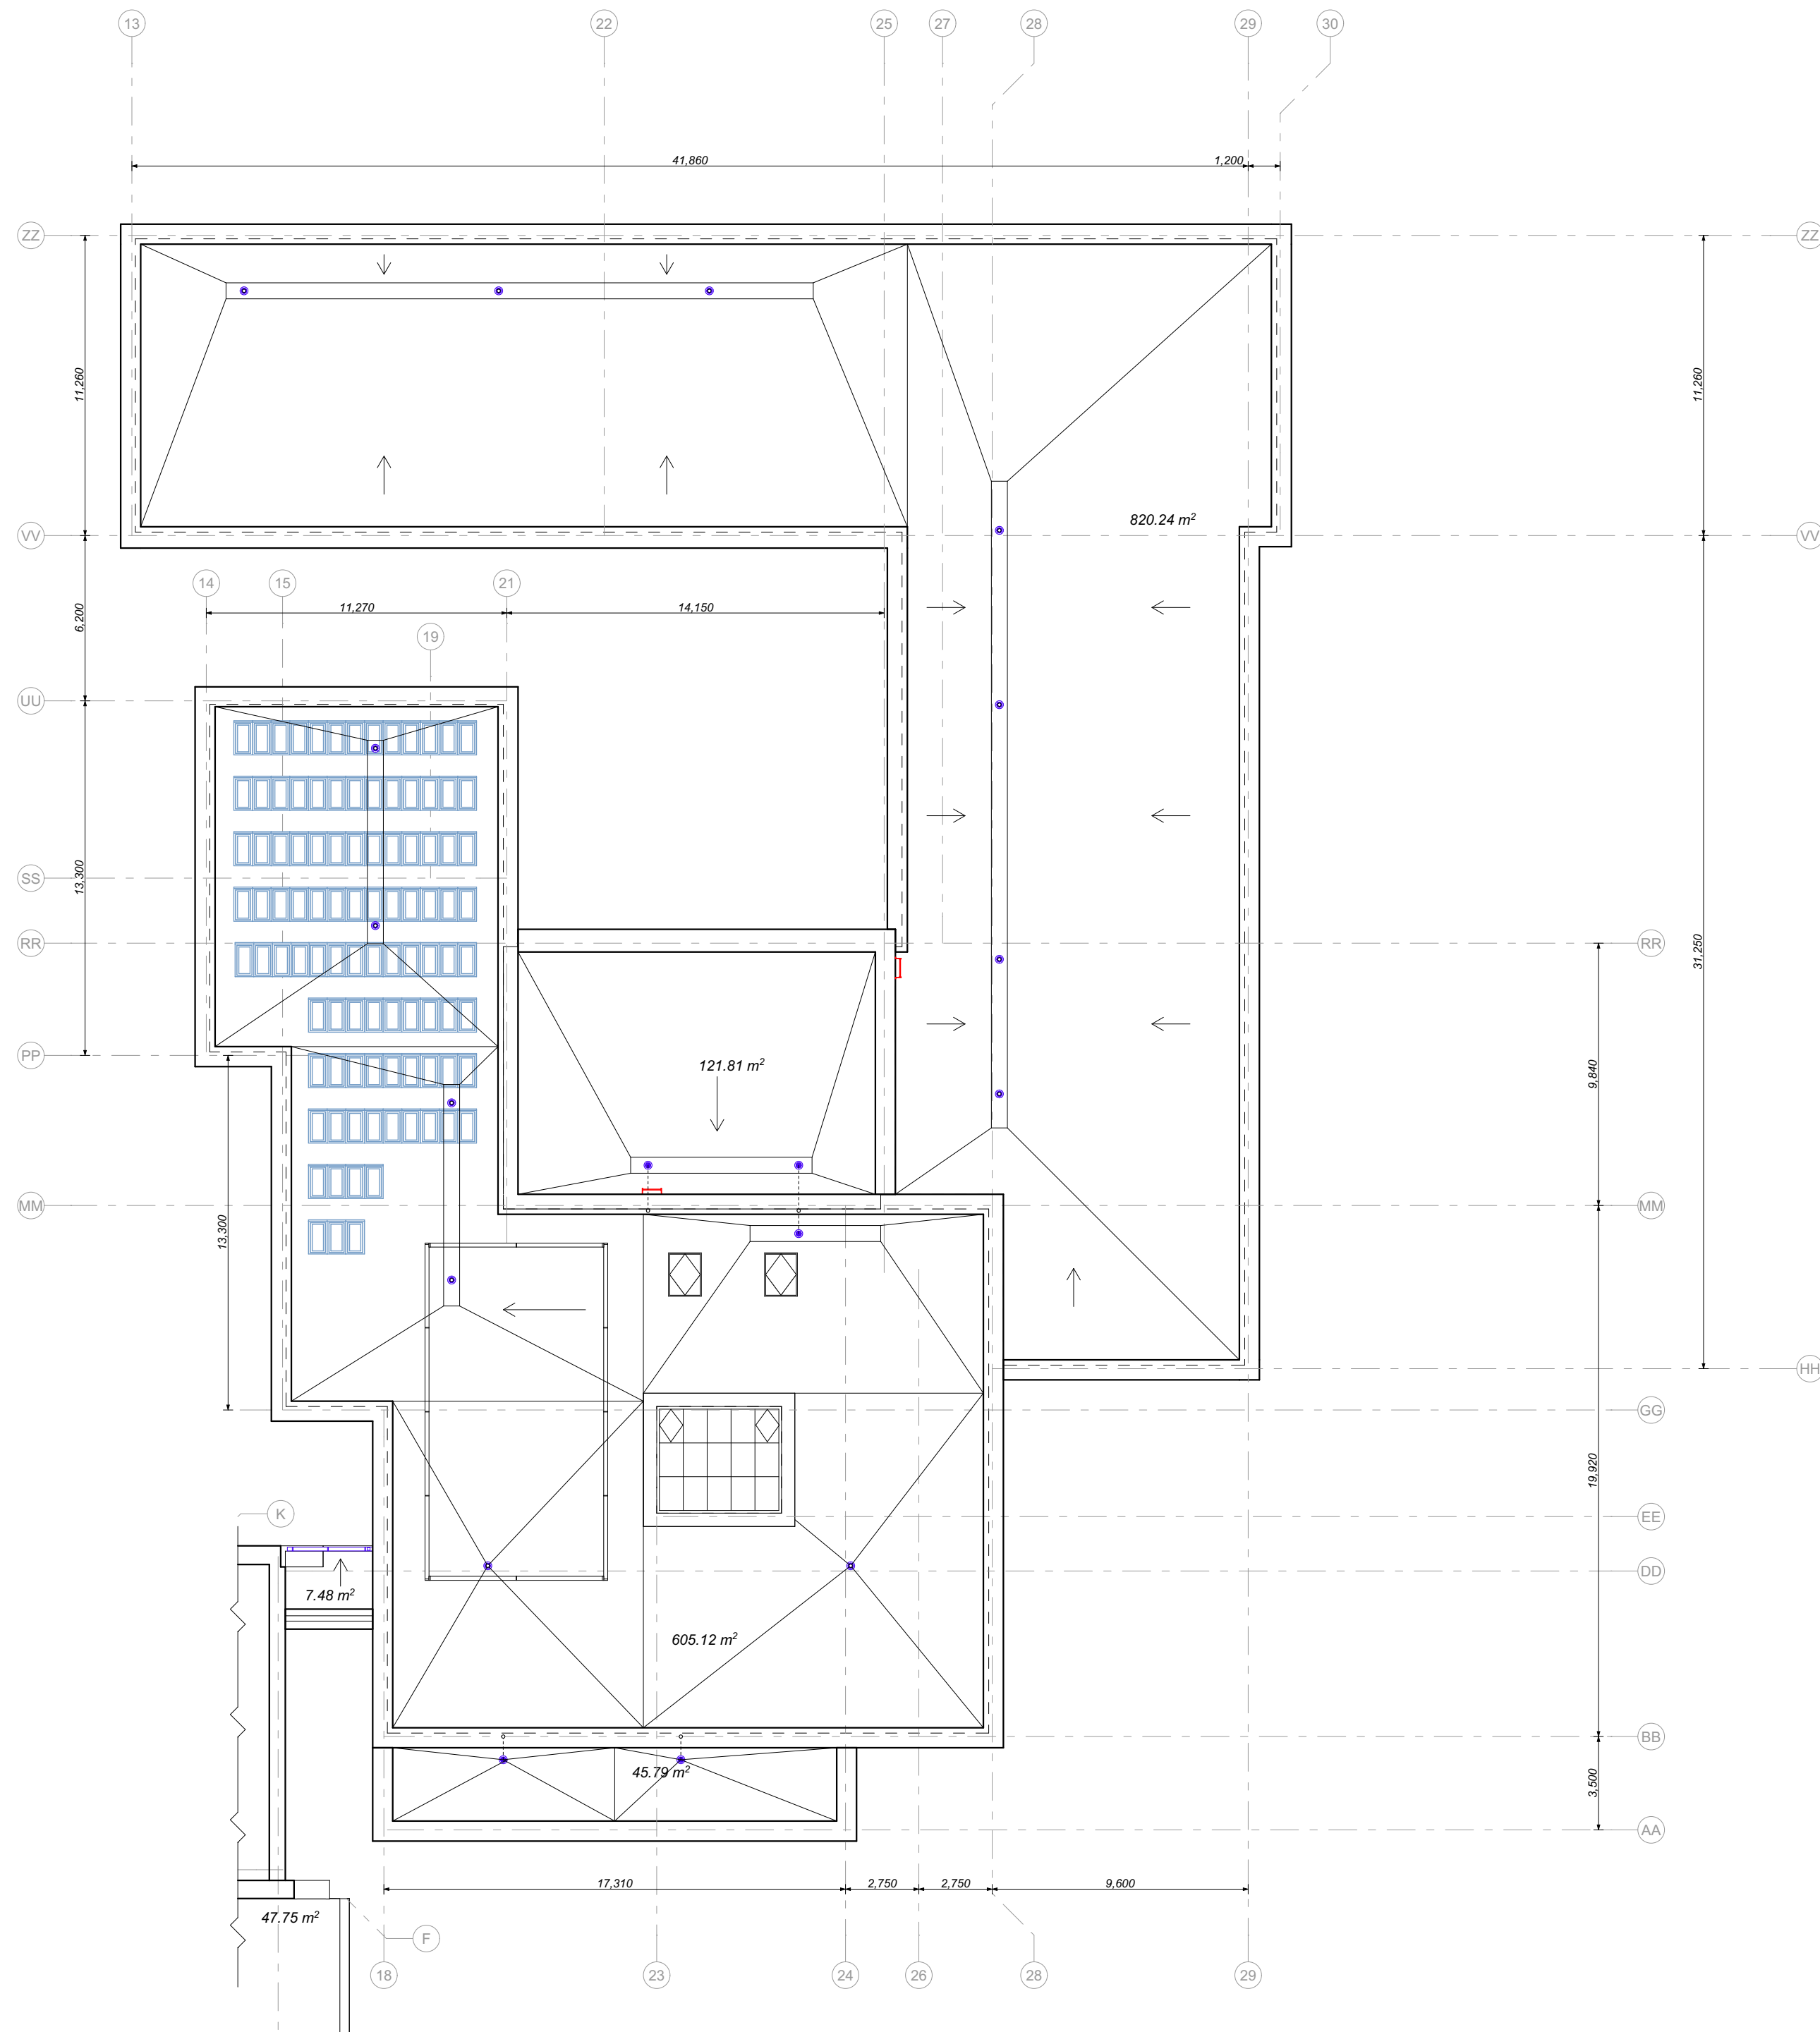 13 22 25 27 28 29 30
41,860 1,200
ZZ ZZ
11,260 11,260
820.24 m²
VV VV
14 15 21
11,270 14,150
6,200
19
UU
13,300
SS
RR RR
31,250
PP
121.81 m²
9,840
MM MM
13,300
HH
GG
19,920
K
EE
DD
7.48 m²
605.12 m²
BB
45.79 m²
3,500
AA
17,310 2,750 2,750 9,600
47.75 m²
F
18 23 24 26 28 29